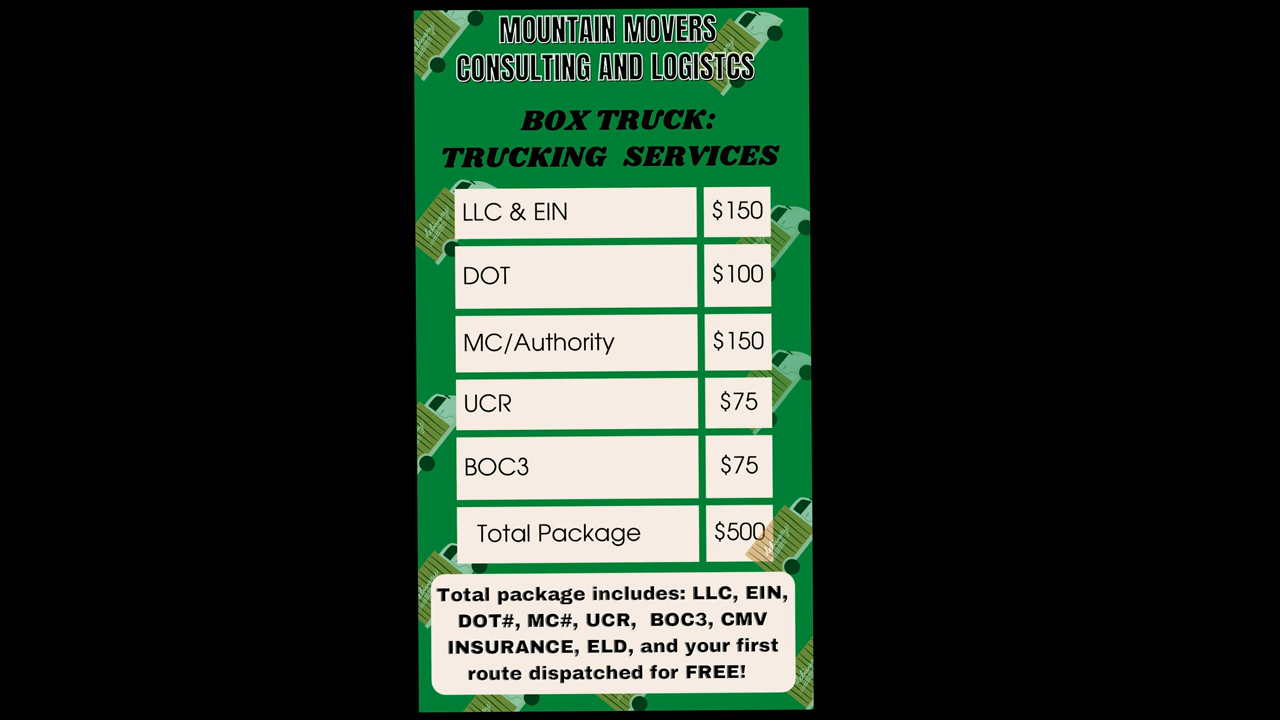 MOUNTAIN MOVERS
CONSULTING AND LOGISTCS
BOX TRUCK:
TRUCKING SERVICES
LLC & EIN $150
DOT $100
MC/Authority $150
UCR $75
BOC3 $75
Total Package $500
Total package includes: LLC, EIN,
DOT#, MC#, UCR, BOC3, CMV
INSURANCE, ELD, and your first
route dispatched for FREE!